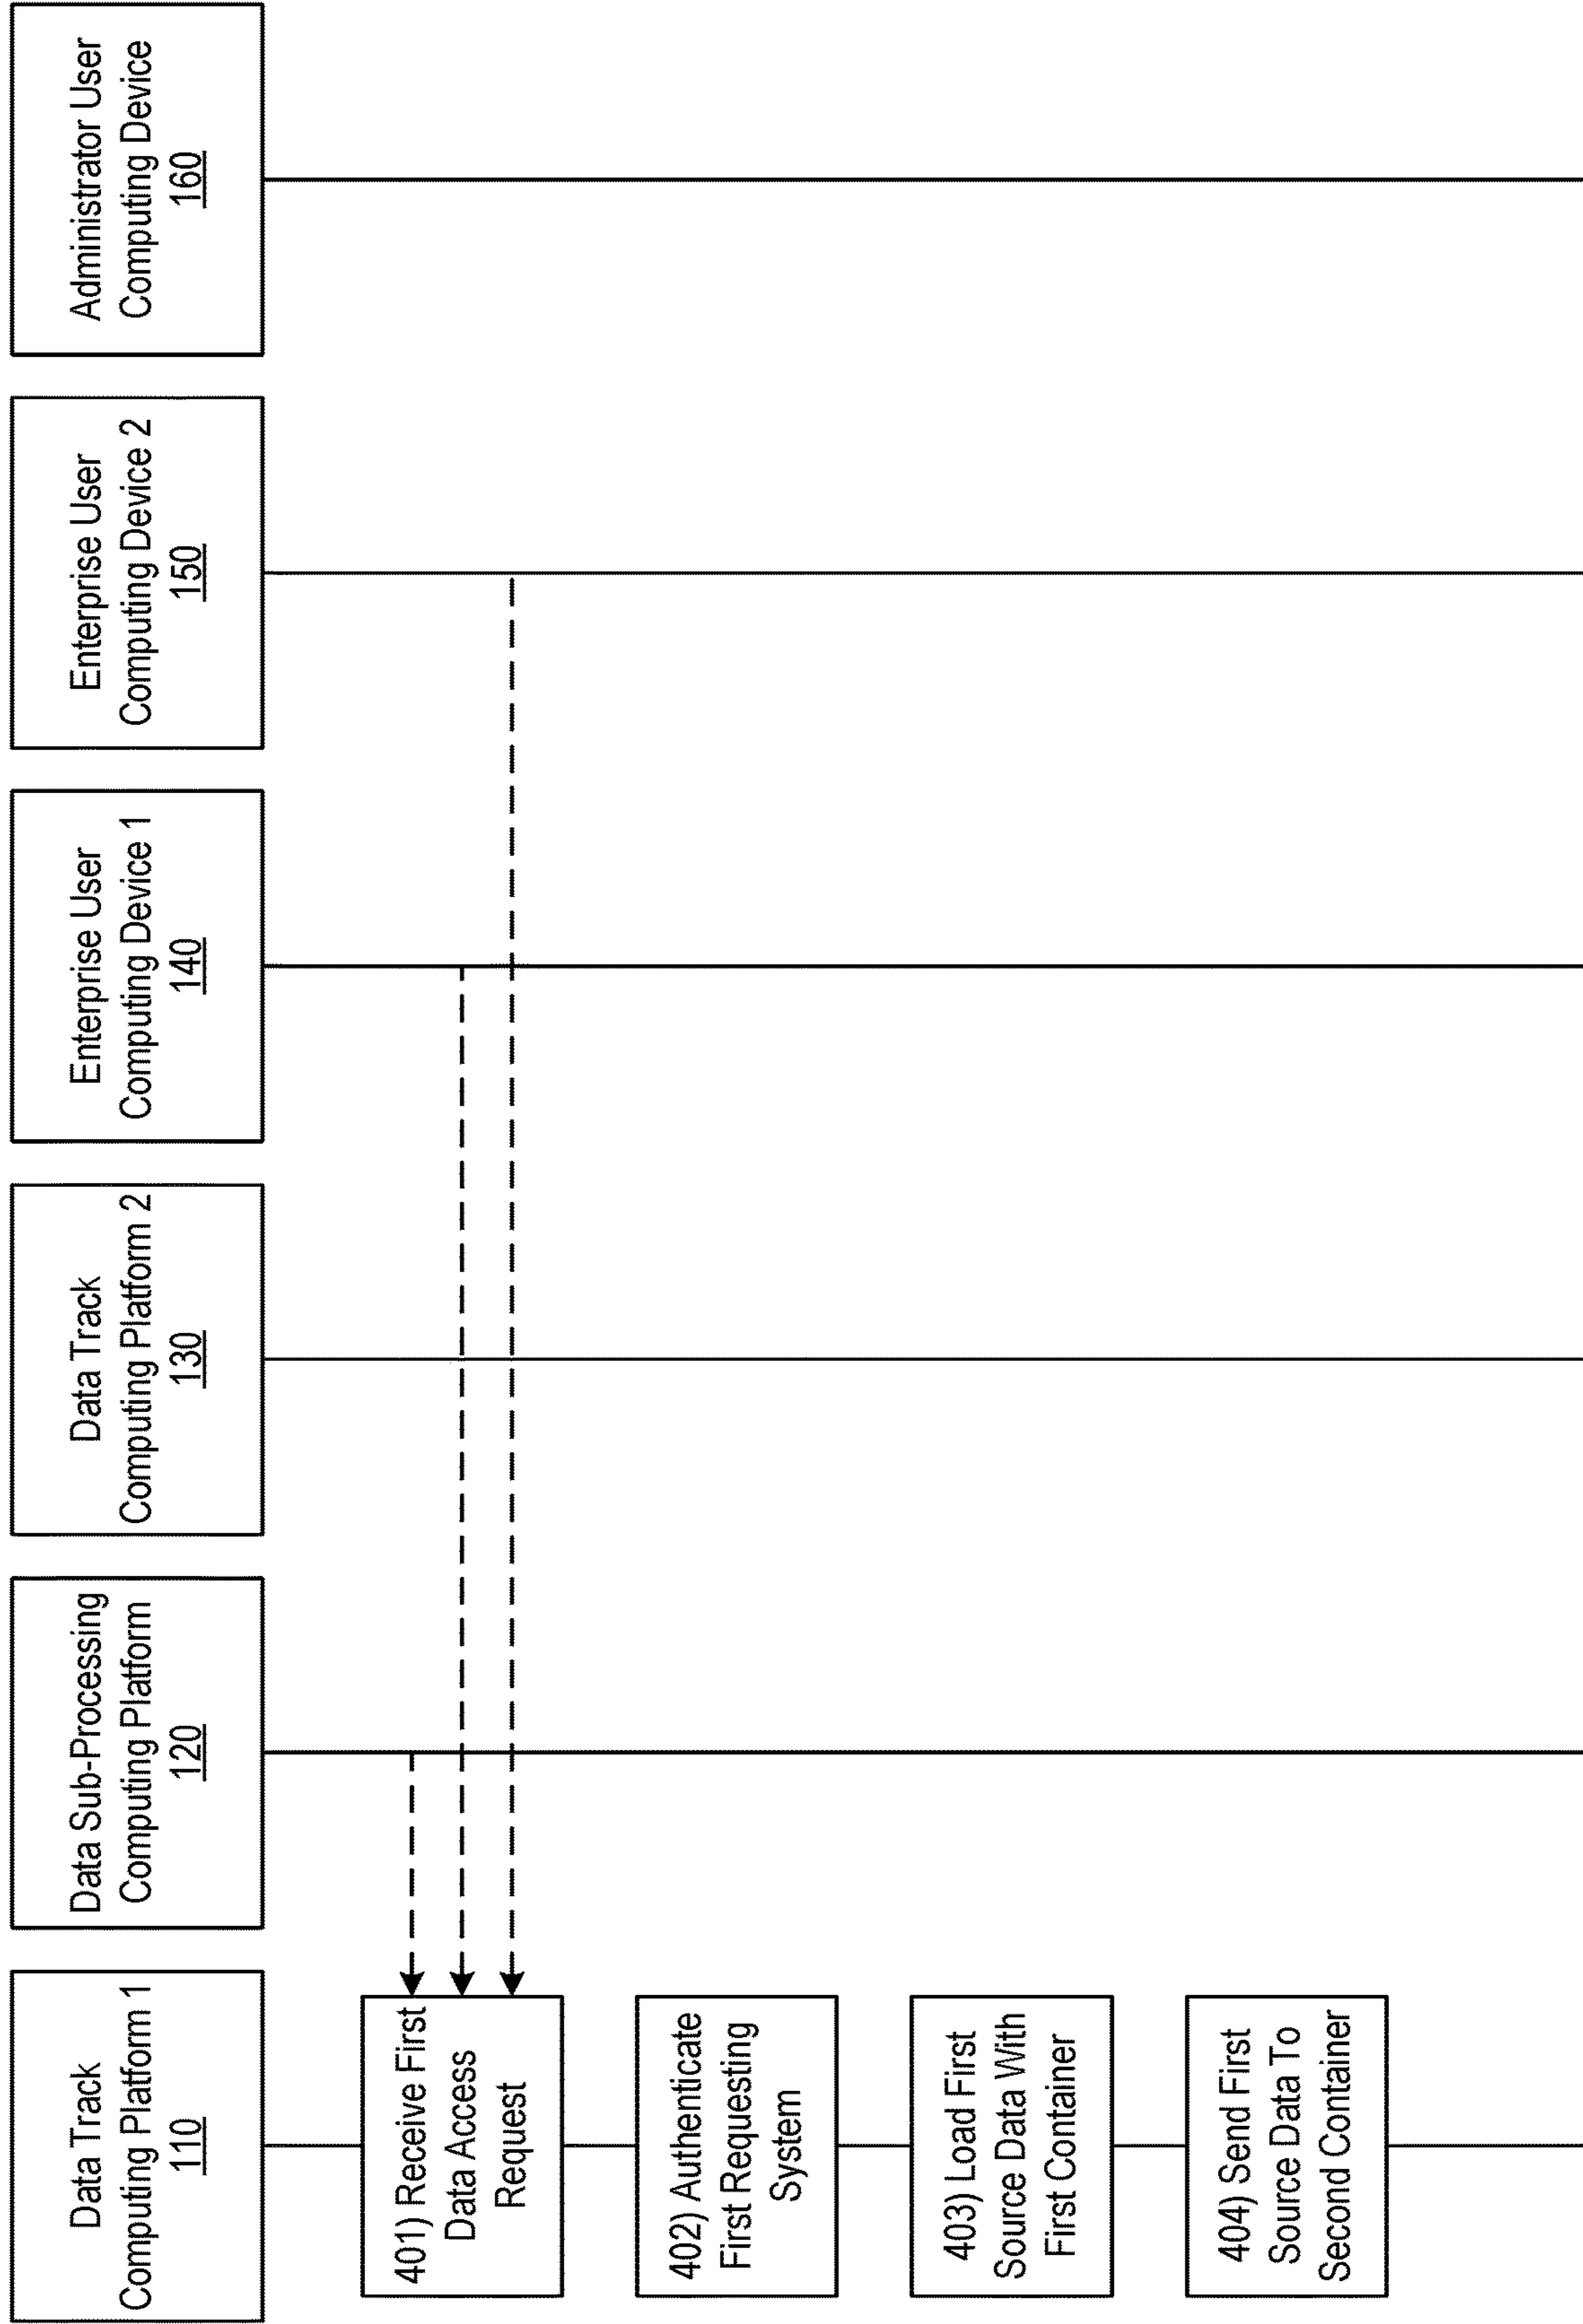 Data Track
Computing Platform 1
110
Data Sub-Processing
Computing Platform
120
Data Track
Computing Platform 2
130
Enterprise User
Computing Device 1
140
Enterprise User
Computing Device 2
150
Administrator User
Computing Device
160
401) Receive First
Data Access
Request
402) Authenticate
First Requesting
System
403) Load First
Source Data With
First Container
404) Send First
Source Data To
Second Container